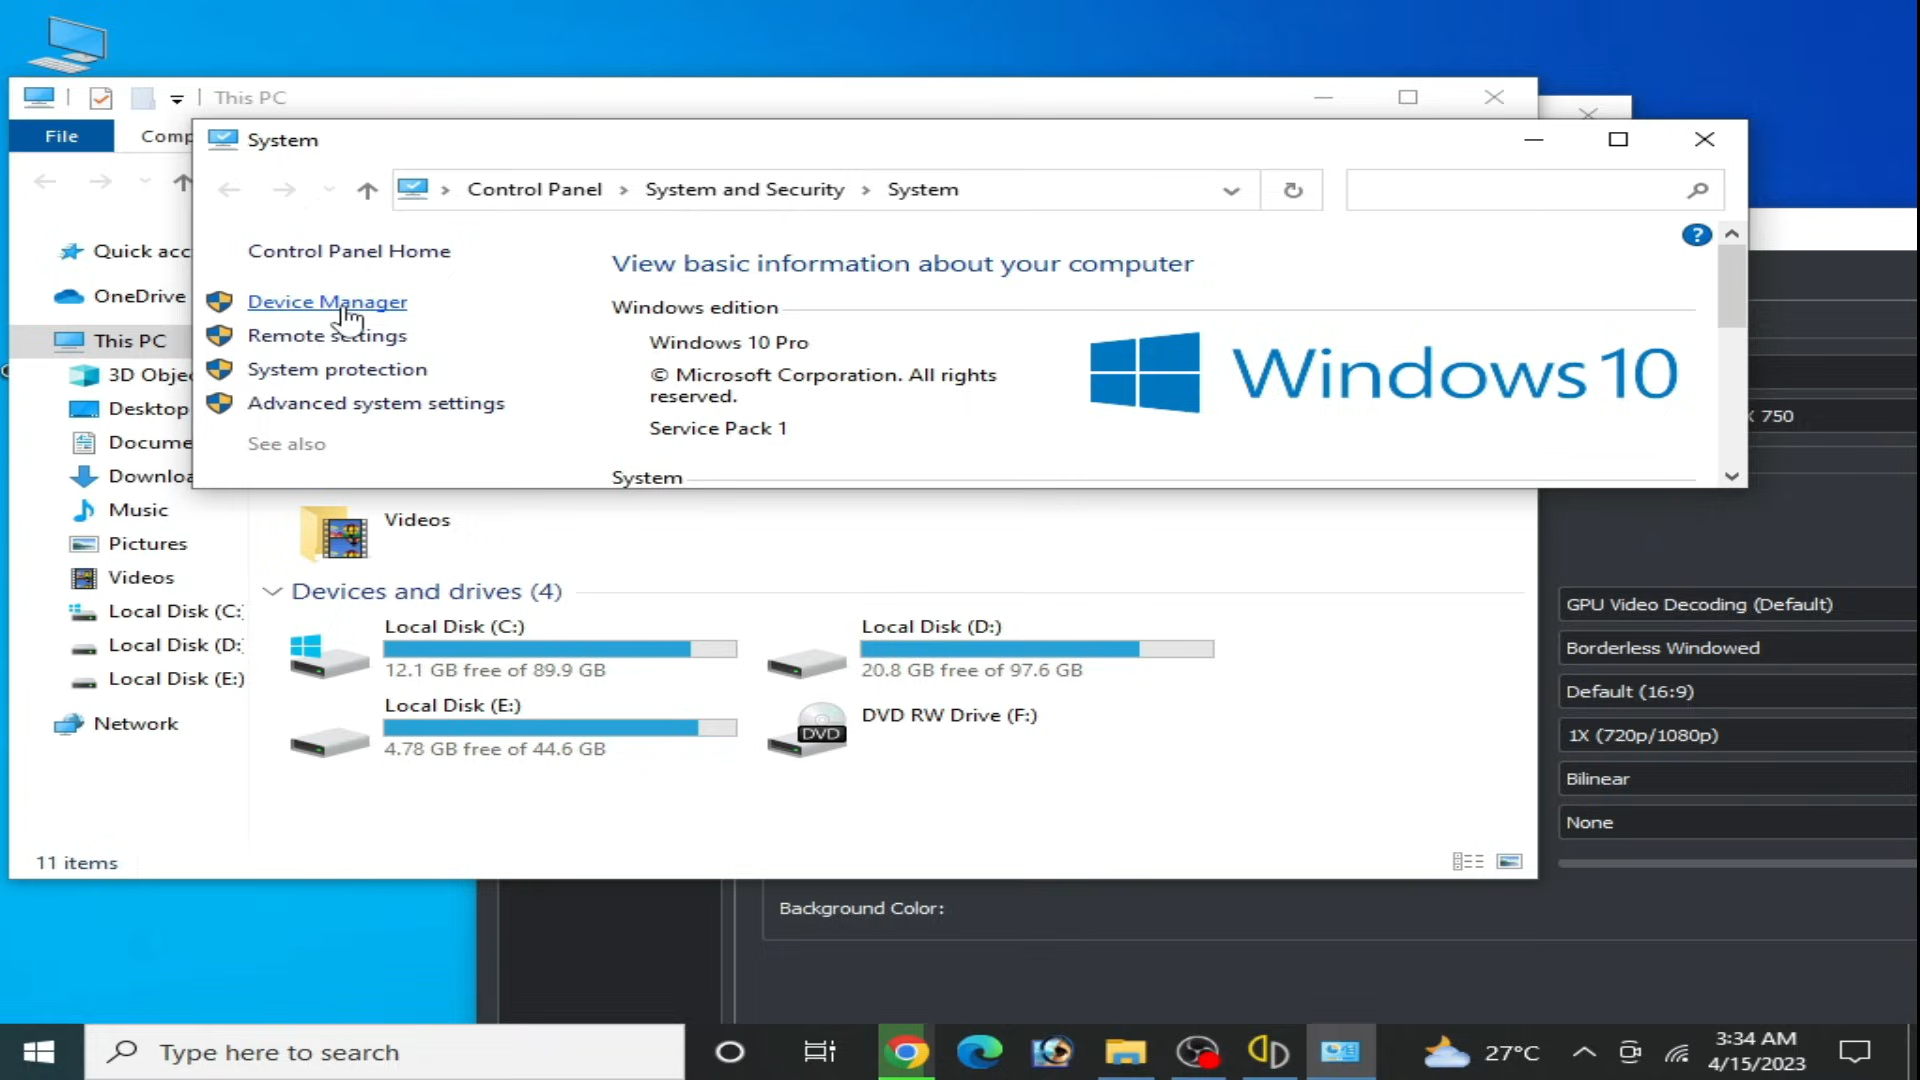 This PC
File
Comp
System
Control Panel
System and Security
System
Quick acc
OneDrive
This PC
3D Objec
Desktop
Docume
Downloa
Music
Pictures
Videos
Local Disk (C:)
Local Disk (D:)
Local Disk (E:)
Network
11 items
Control Panel Home
Device Manager
Remote settings
System protection
Advanced system settings
See also
View basic information about your computer
Windows edition
Windows 10 Pro
© Microsoft Corporation. All rights
reserved.
Service Pack 1
Windows 10
System
?
Videos
Devices and drives (4)
Local Disk (C:)
12.1 GB free of 89.9 GB
Local Disk (D:)
20.8 GB free of 97.6 GB
Local Disk (E:)
4.78 GB free of 44.6 GB
DVD
DVD RW Drive (F:)
X 750
GPU Video Decoding (Default)
Borderless Windowed
Default (16:9)
1X (720p/1080p)
Bilinear
None
Background Color:
Type here to search
27°C
3:34 AM
4/15/2023